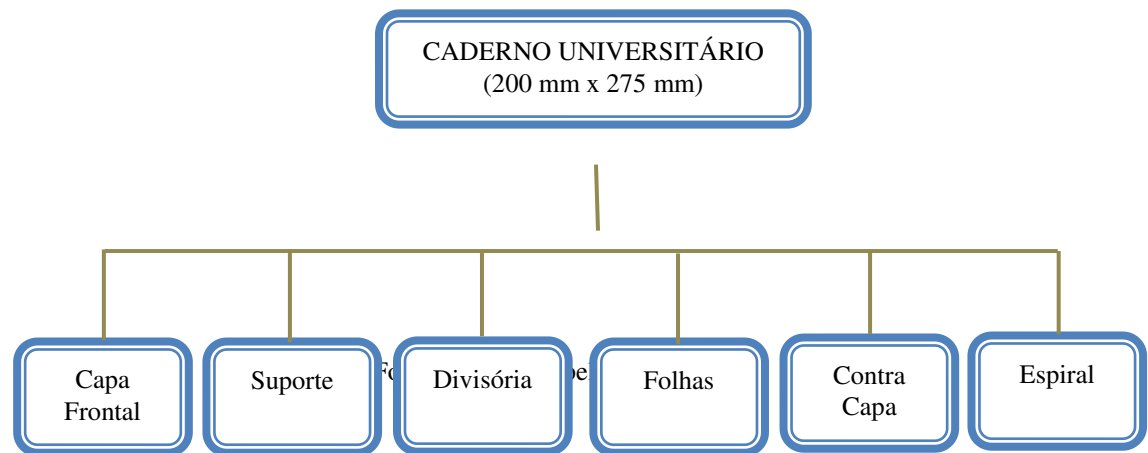 CADERNO UNIVERSITÁRIO
(200 mm x 275 mm)
Capa
Frontal
Suporte
Divisória
Folhas
Contra
Capa
Espiral